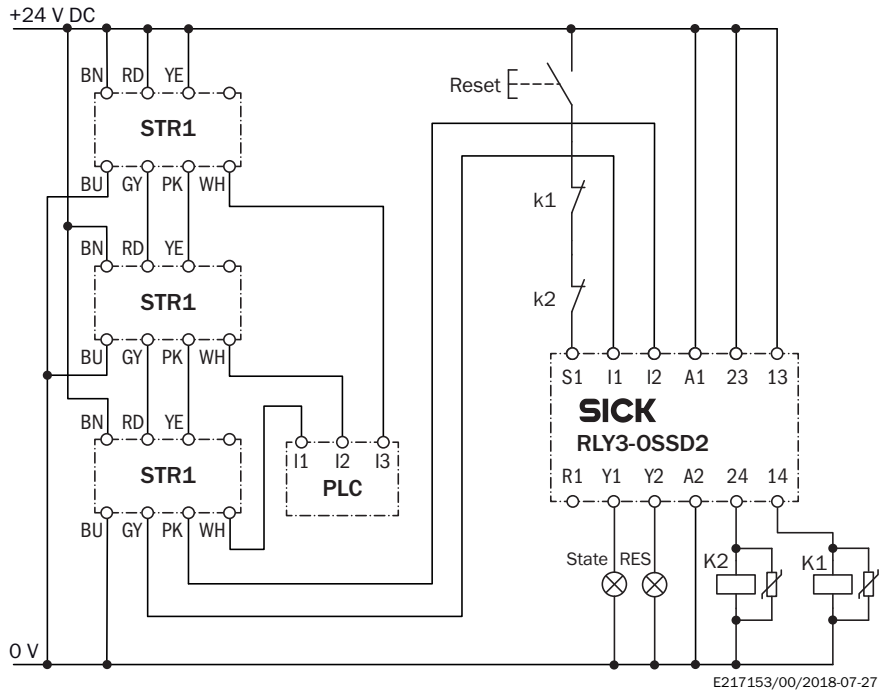 +24 V DC
BN RD YE
STR1
BU GY PK WH
BN RD YE
STR1
BU GY PK WH
BN RD YE
STR1
BU GY PK WH
I1 I2 I3
PLC
Reset
k1
k2
S1 I1 I2 A1 23 13
SICK
RLY3-OSSD2
R1 Y1 Y2 A2 24 14
State RES K2 K1
0 V
E217153/00/2018-07-27